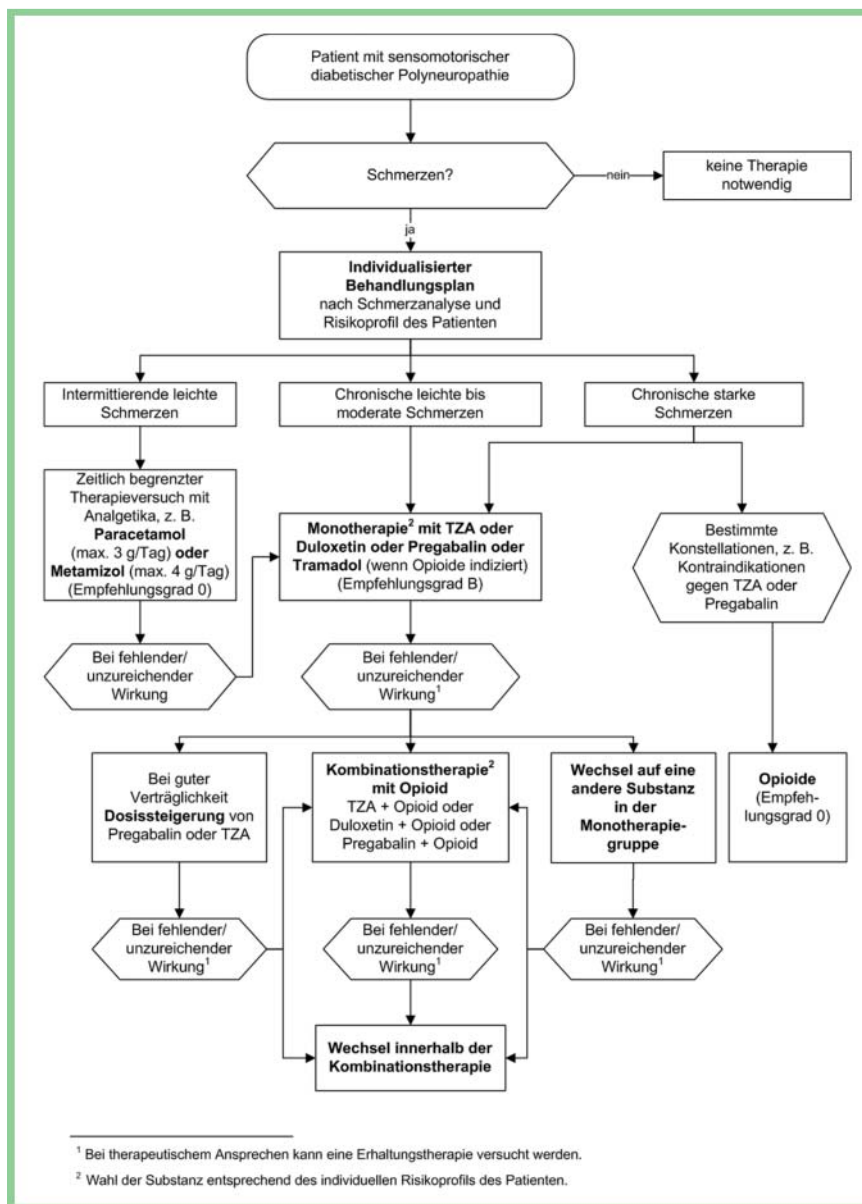 Patient mit sensomotorischer
diabetischer Polyneuropathie
Schmerzen?
nein
keine Therapie
notwendig
ja
Individualisierter
Behandlungsplan
nach Schmerzanalyse und
Risikoprofil des Patienten
Intermittierende leichte
Schmerzen
Chronische leichte bis
moderate Schmerzen
Chronische starke
Schmerzen
Zeitlich begrenzter
Therapieversuch mit
Analgetika, z. B.
Paracetamol
(max. 3 g/Tag) oder
Metamizol (max. 4 g/Tag)
(Empfehlungsgrad 0)
Monotherapie² mit TZA oder
Duloxetin oder Pregabalin oder
Tramadol (wenn Opioide indiziert)
(Empfehlungsgrad B)
Bestimmte
Konstellationen, z. B.
Kontraindikationen
gegen TZA oder
Pregabalin
Bei fehlender/
unzureichender
Wirkung
Bei fehlender/
unzureichender
Wirkung¹
Bei guter
Verträglichkeit
Dosissteigerung von
Pregabalin oder TZA
Kombinationstherapie²
mit Opioid
TZA + Opioid oder
Duloxetin + Opioid oder
Pregabalin + Opioid
Wechsel auf eine
andere Substanz
in der
Monotherapie-
gruppe
Opioide
(Empfeh-
lungsgrad 0)
Bei fehlender/
unzureichender
Wirkung¹
Bei fehlender/
unzureichender
Wirkung¹
Bei fehlender/
unzureichender
Wirkung¹
Wechsel innerhalb der
Kombinationstherapie
¹ Bei therapeutischem Ansprechen kann eine Erhaltungstherapie versucht werden.
² Wahl der Substanz entsprechend des individuellen Risikoprofils des Patienten.